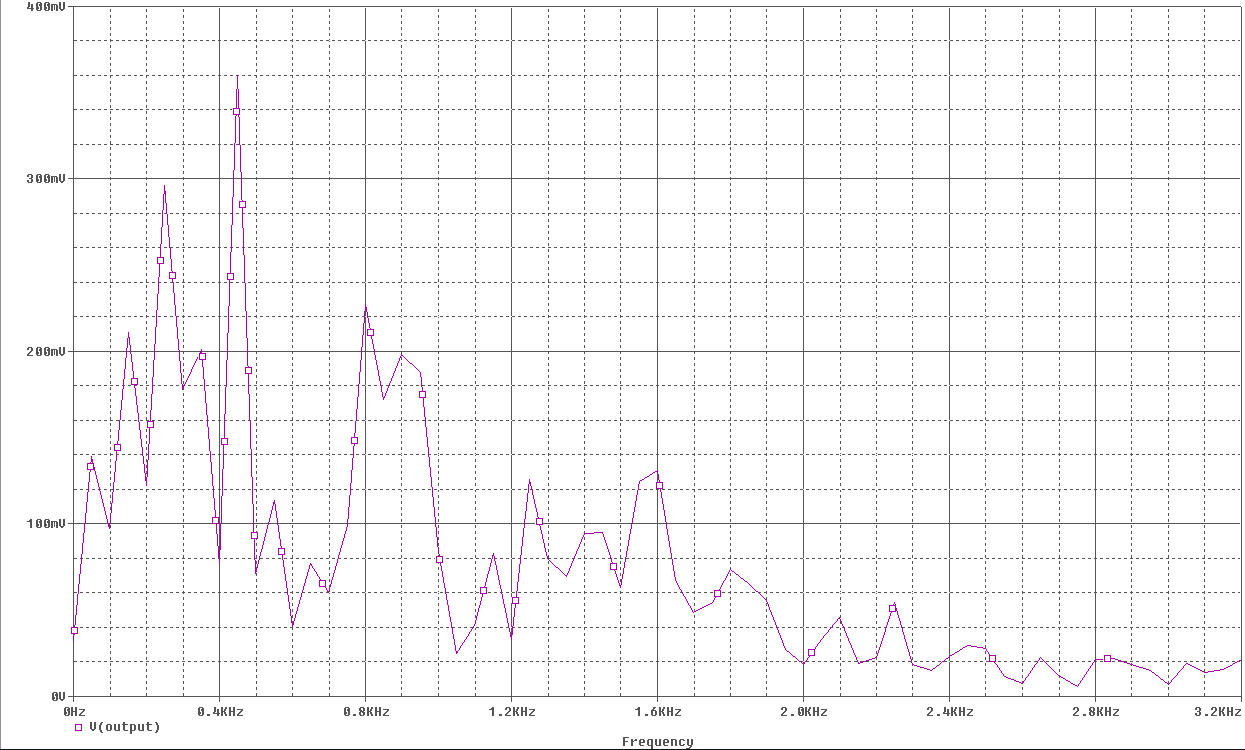 400mV
300mV
200mV
100mV
0V
0Hz 0.4KHz 0.8KHz 1.2KHz 1.6KHz 2.0KHz 2.4KHz 2.8KHz 3.2KHz
V(output)
Frequency